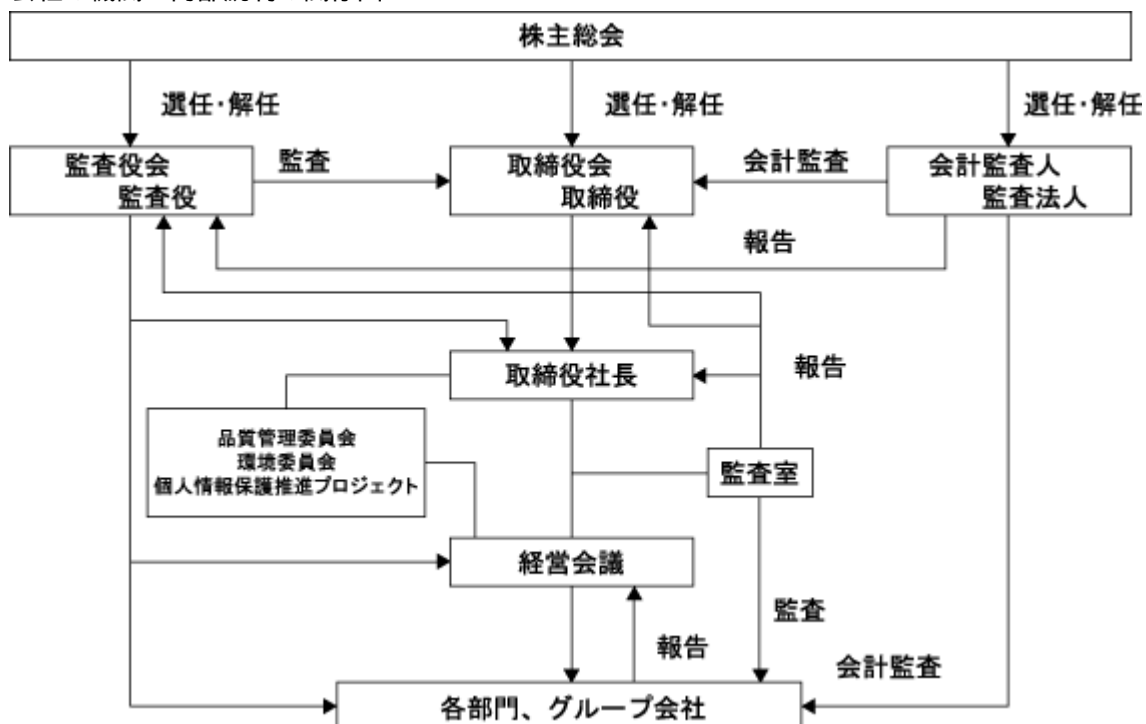 株主総会
選任・解任
選任・解任
選任・解任
監査役会
監査役
監査
取締役会
取締役
会計監査
会計監査人
監査法人
報告
取締役社長
報告
品質管理委員会
環境委員会
個人情報保護推進プロジェクト
監査室
経営会議
監査
報告
会計監査
各部門、グループ会社